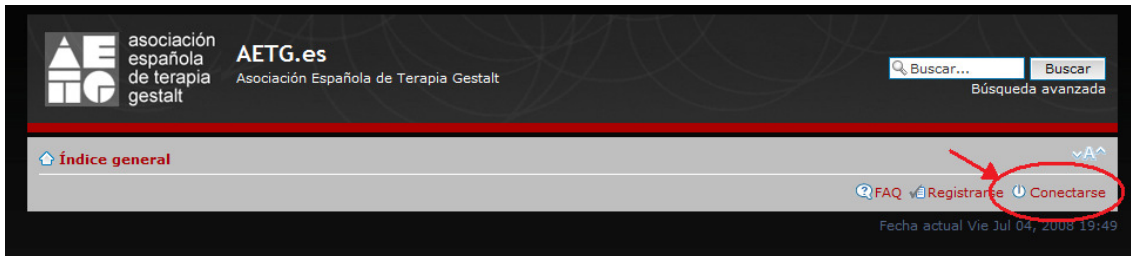 asociación
española
de terapia
gestalt
AETG.es
Asociación Española de Terapia Gestalt
Buscar... Buscar
Búsqueda avanzada
Índice general
A
FAQ Registrarse Conectarse
Fecha actual Vie Jul 04, 2008 19:49